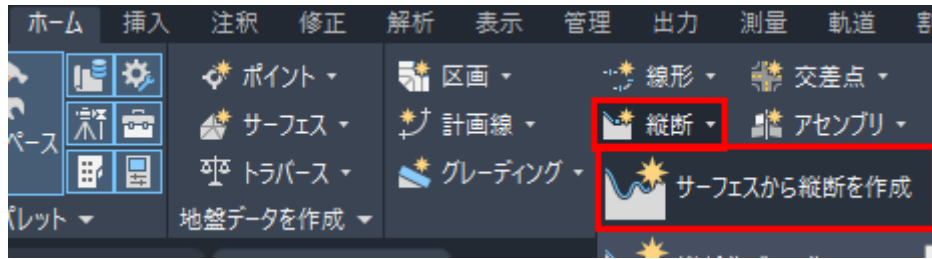 ホーム 挿入 注釈 修正 解析 表示 管理 出力 測量 軌道
ポイント 区画 線形 交差点
ペース サーフェス 計画線 縦断 アセンブリ
トラバース グレーディング サーフェスから縦断を作成
パレット 地盤データを作成